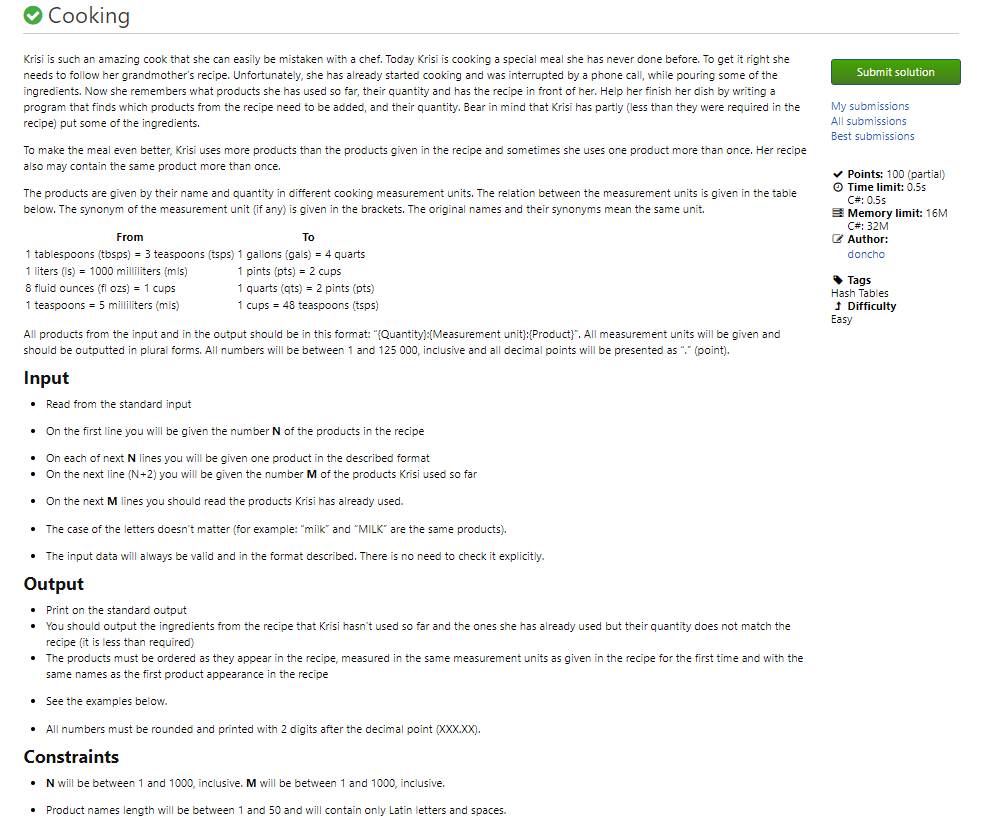 Cooking
Krisi is such an amazing cook that she can easily be mistaken with a chef. Today Krisi is cooking a special meal she has never done before. To get it right she
needs to follow her grandmother's recipe. Unfortunately, she has already started cooking and was interrupted by a phone call, while pouring some of the
ingredients. Now she remembers what products she has used so far, their quantity and has the recipe in front of her. Help her finish her dish by writing a
program that finds which products from the recipe need to be added, and their quantity. Bear in mind that Krisi has partly (less than they were required in the
recipe) put some of the ingredients.
To make the meal even better, Krisi uses more products than the products given in the recipe and sometimes she uses one product more than once. Her recipe
also may contain the same product more than once.
The products are given by their name and quantity in different cooking measurement units. The relation between the measurement units is given in the table
below. The synonym of the measurement unit (if any) is given in the brackets. The original names and their synonyms mean the same unit.
From To
1 tablespoons (tbsps) = 3 teaspoons (tsps) 1 gallons (gals) = 4 quarts
1 liters (ls) = 1000 milliliters (mls) 1 pints (pts) = 2 cups
8 fluid ounces (fl ozs) = 1 cups 1 quarts (qts) = 2 pints (pts)
1 teaspoons = 5 milliliters (mls) 1 cups = 48 teaspoons (tsps)
All products from the input and in the output should be in this format: "{Quantity}:{Measurement unit}:{Product}". All measurement units will be given and
should be outputted in plural forms. All numbers will be between 1 and 125 000, inclusive and all decimal points will be presented as "." (point).
Input
• Read from the standard input
• On the first line you will be given the number N of the products in the recipe
• On each of next N lines you will be given one product in the described format
• On the next line (N+2) you will be given the number M of the products Krisi used so far
• On the next M lines you should read the products Krisi has already used.
• The case of the letters doesn't matter (for example: "milk" and "MILK" are the same products).
• The input data will always be valid and in the format described. There is no need to check it explicitly.
Output
• Print on the standard output
• You should output the ingredients from the recipe that Krisi hasn't used so far and the ones she has already used but their quantity does not match the
recipe (it is less than required)
• The products must be ordered as they appear in the recipe, measured in the same measurement units as given in the recipe for the first time and with the
same names as the first product appearance in the recipe
• See the examples below.
• All numbers must be rounded and printed with 2 digits after the decimal point (XXX.XX).
Constraints
• N will be between 1 and 1000, inclusive. M will be between 1 and 1000, inclusive.
• Product names length will be between 1 and 50 and will contain only Latin letters and spaces.
Submit solution
My submissions
All submissions
Best submissions
Points: 100 (partial)
Time limit: 0.5s
C#: 0.5s
Memory limit: 16M
C#: 32M
Author:
doncho
Tags
Hash Tables
Difficulty
Easy